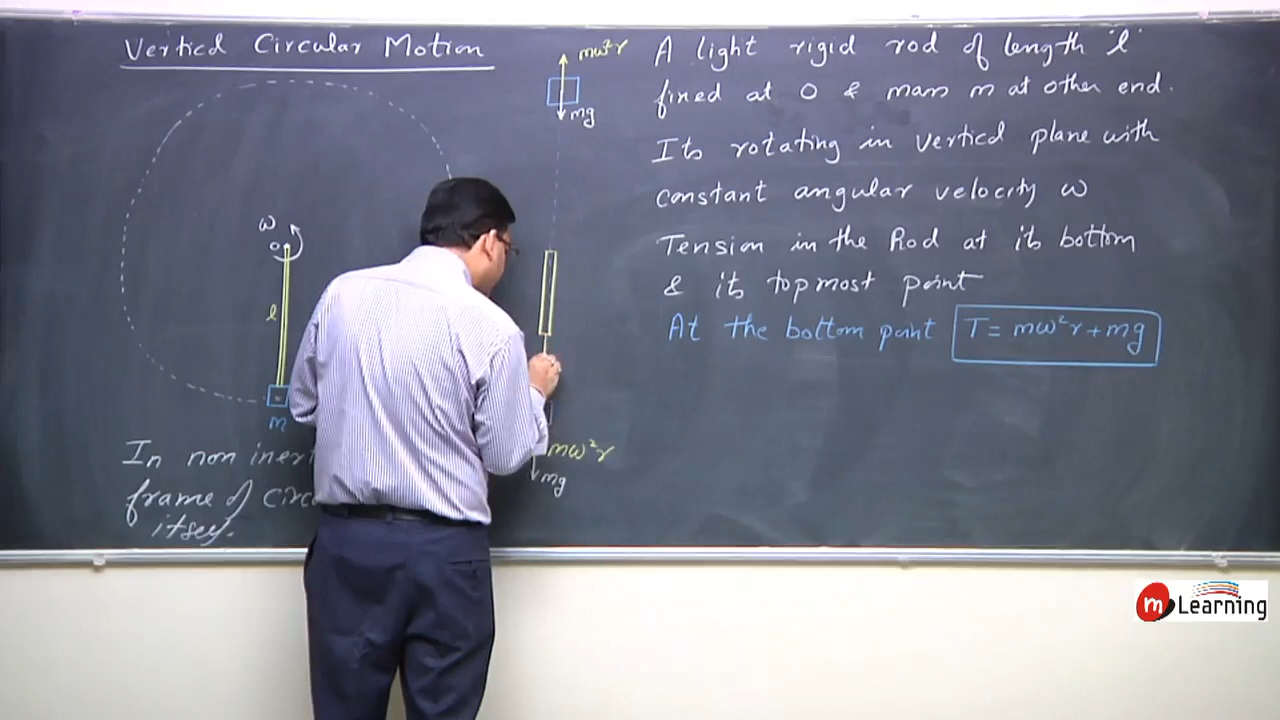 Vertical Circular Motion
mω²r
mg
ω
O
l
m
mω²r
mg
In non inert
frame of circ
itself.
A light rigid rod of length 'l'
fixed at O & mass m at other end.
Its rotating in vertical plane with
constant angular velocity ω
Tension in the Rod at its bottom
& its topmost point
At the bottom point T = mω²r + mg
m Learning